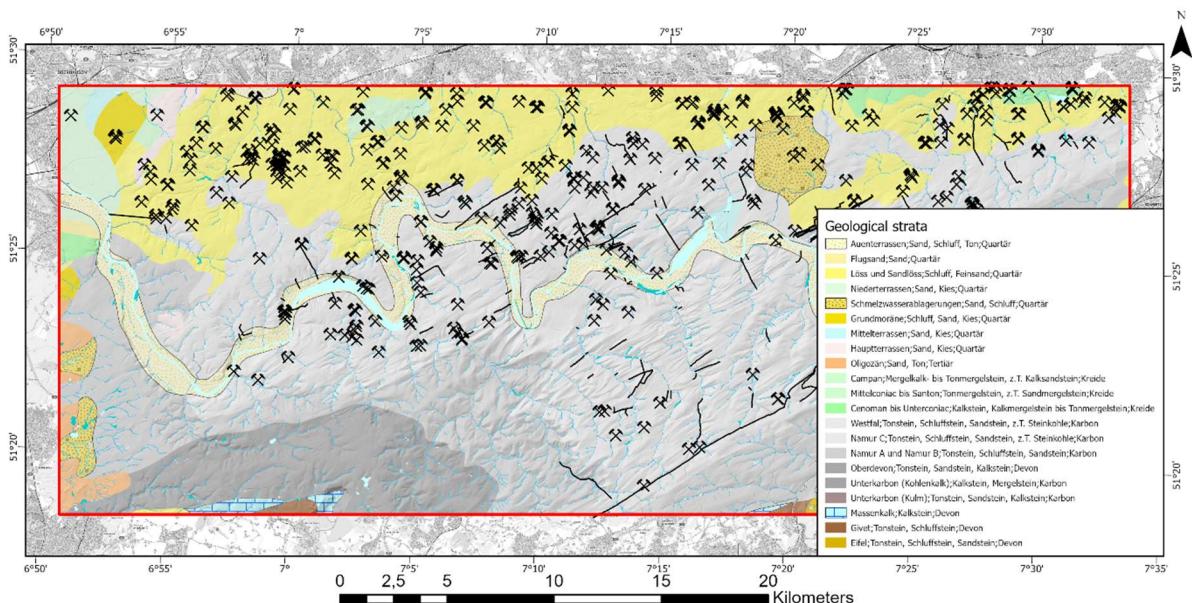 N
6°50' 6°55' 7° 7°5' 7°10' 7°15' 7°20' 7°25' 7°30'
51°30' 51°30'
51°25' 51°25'
51°20' 51°20'
Geological strata
Auenterrassen;Sand, Schluff, Ton;Quartär
Flugsand;Sand;Quartär
Löss und Sandlöss;Schluff, Feinsand;Quartär
Niederterrassen;Sand, Kies;Quartär
Schmelzwasserablagerungen;Sand, Schluff;Quartär
Grundmoräne;Schluff, Sand, Kies;Quartär
Mittelterrassen;Sand, Kies;Quartär
Hauptterrassen;Sand, Kies;Quartär
Oligozän;Sand, Ton;Tertiär
Campan;Mergelkalk- bis Tonmergelstein, z.T. Kalksandstein;Kreide
Mittelconiac bis Santon;Tonmergelstein, z.T. Sandmergelstein;Kreide
Cenoman bis Unterconiac;Kalkstein, Kalkmergelstein bis Tonmergelstein;Kreide
Westfal;Tonstein, Schluffstein, Sandstein, z.T. Steinkohle;Karbon
Namur C;Tonstein, Schluffstein, Sandstein, z.T. Steinkohle;Karbon
Namur A und Namur B;Tonstein, Schluffstein, Sandstein;Karbon
Oberdevon;Tonstein, Sandstein, Kalkstein;Devon
Unterkarbon (Kohlenkalk);Kalkstein, Mergelstein;Karbon
Unterkarbon (Kulm);Tonstein, Sandstein, Kalkstein;Karbon
Massenkalk;Kalkstein;Devon
Givet;Tonstein, Schluffstein;Devon
Eifel;Tonstein, Schluffstein, Sandstein;Devon
6°50' 6°55' 7° 7°5' 7°10' 7°15' 7°20' 7°25' 7°30'
0 2,5 5 10 15 20
Kilometers